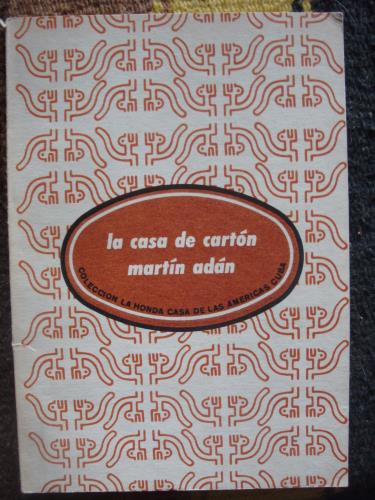 la casa de cartón
martín adán
COLECCION LA HONDA CASA DE LAS AMERICAS CUBA